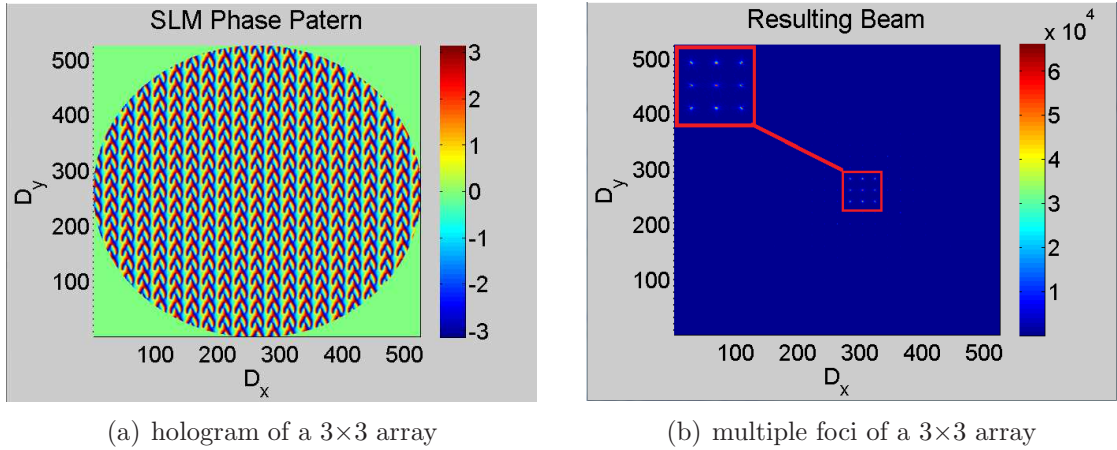 SLM Phase Patern
500
400
300
200
100
D_y
100 200 300 400 500
D_x
3
2
1
0
-1
-2
-3
(a) hologram of a 3×3 array
Resulting Beam
500
400
300
200
100
D_y
100 200 300 400 500
D_x
x 10^4
6
5
4
3
2
1
(b) multiple foci of a 3×3 array